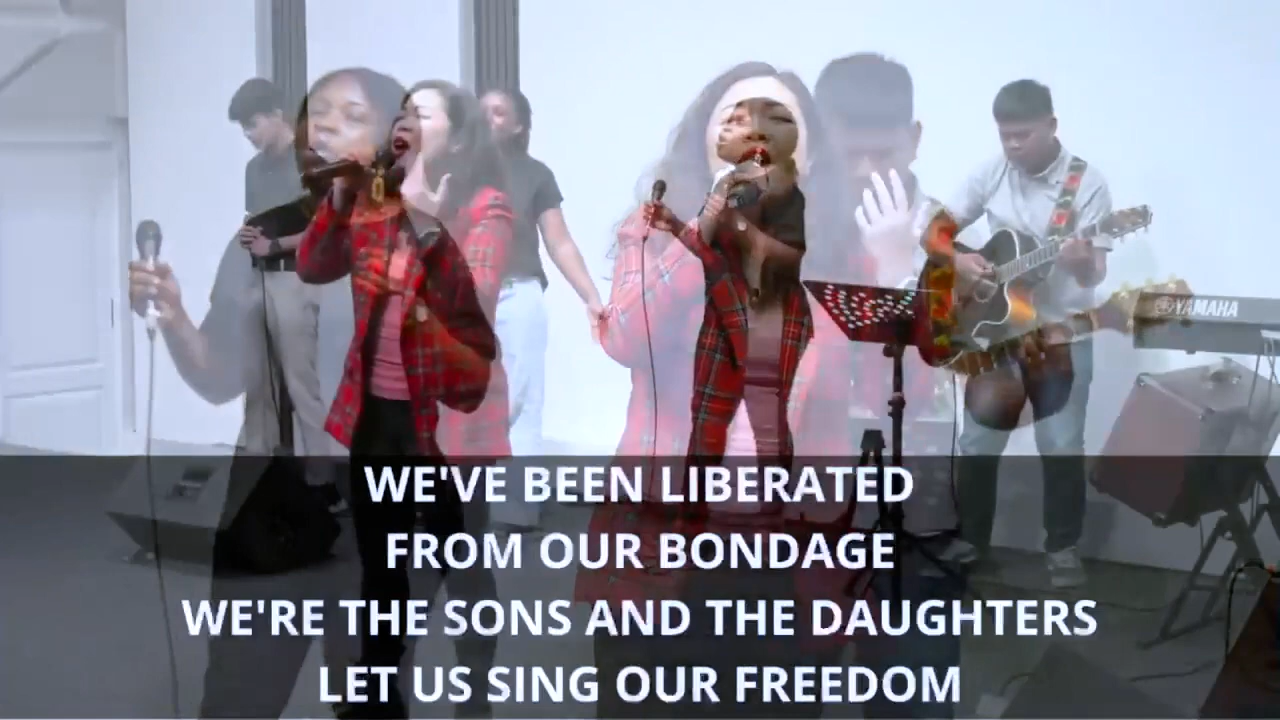 YAMAHA
WE'VE BEEN LIBERATED
FROM OUR BONDAGE
WE'RE THE SONS AND THE DAUGHTERS
LET US SING OUR FREEDOM